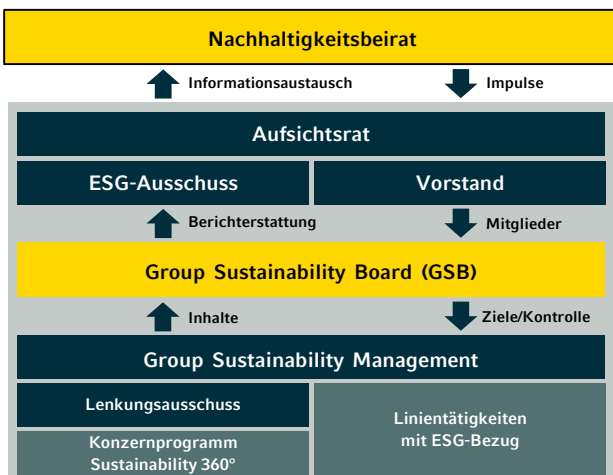 Nachhaltigkeitsbeirat
Informationsaustausch
Impulse
Aufsichtsrat
ESG-Ausschuss
Vorstand
Berichterstattung
Mitglieder
Group Sustainability Board (GSB)
Inhalte
Ziele/Kontrolle
Group Sustainability Management
Lenkungsausschuss
Konzernprogramm
Sustainability 360°
Linientätigkeiten
mit ESG-Bezug